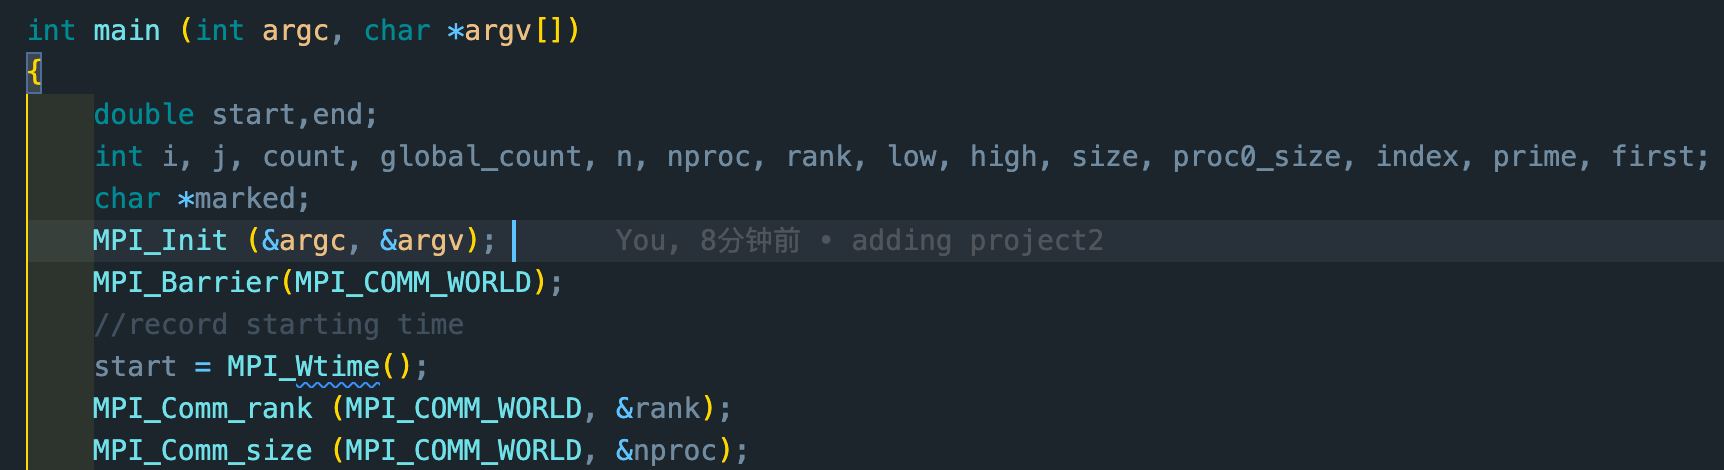 int main (int argc, char *argv[])
{
double start,end;
int i, j, count, global_count, n, nproc, rank, low, high, size, proc0_size, index, prime, first;
char *marked;
MPI_Init (&argc, &argv); You, 8分钟前 • adding project2
MPI_Barrier(MPI_COMM_WORLD);
//record starting time
start = MPI_Wtime();
MPI_Comm_rank (MPI_COMM_WORLD, &rank);
MPI_Comm_size (MPI_COMM_WORLD, &nproc);